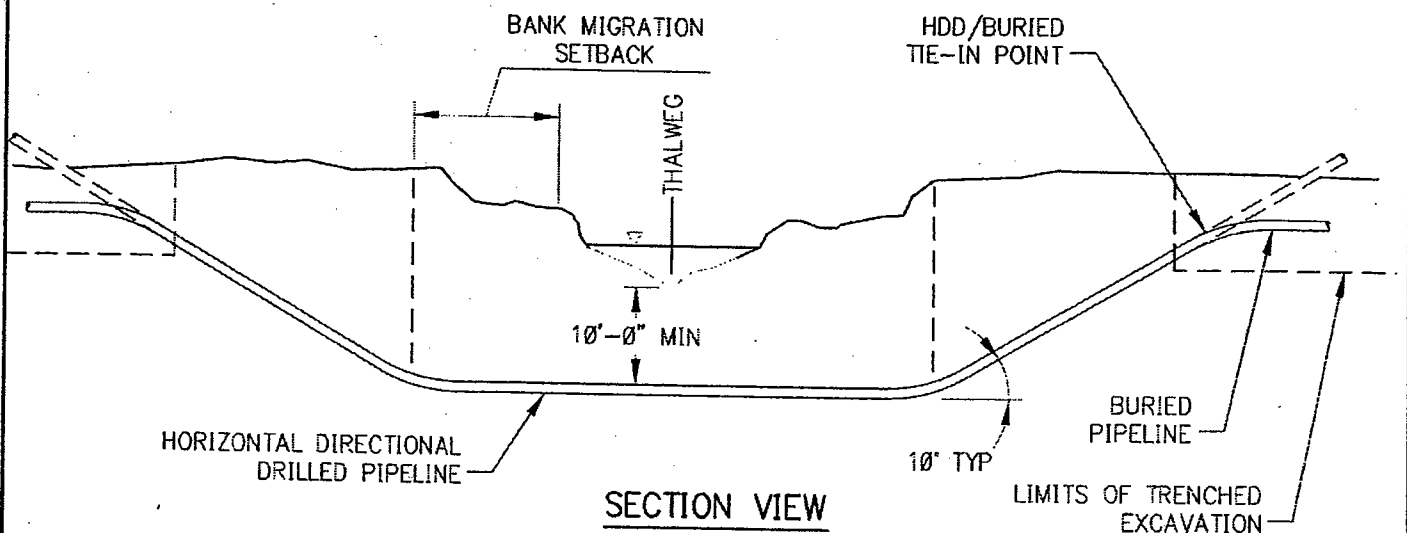 BANK MIGRATION
SETBACK
HDD/BURIED
TIE-IN POINT
THALWEG
10'-0" MIN
HORIZONTAL DIRECTIONAL
DRILLED PIPELINE
10° TYP
BURIED
PIPELINE
LIMITS OF TRENCHED
EXCAVATION
SECTION VIEW